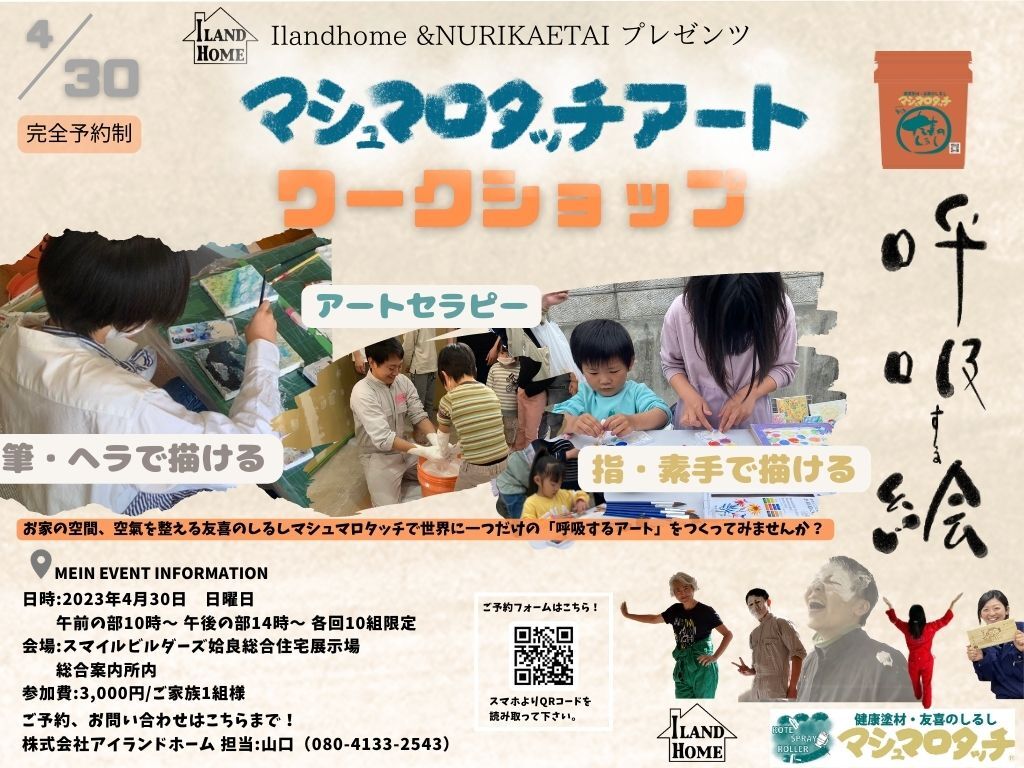 4/30
完全予約制
ILAND HOME
Ilandhome &NURIKAETAI プレゼンツ
マシュマロタッチアート
ワークショップ
マシュマロタッチ
呼吸する絵
アートセラピー
筆・ヘラで描ける
指・素手で描ける
お家の空間、空氣を整える友喜のしるしマシュマロタッチで世界に一つだけの「呼吸するアート」をつくってみませんか？
MEIN EVENT INFORMATION
日時:2023年4月30日　日曜日
午前の部10時～ 午後の部14時～ 各回10組限定
会場:スマイルビルダーズ姶良総合住宅展示場
総合案内所内
参加費:3,000円/ご家族1組様
ご予約、お問い合わせはこちらまで！
株式会社アイランドホーム 担当:山口（080-4133-2543）
ご予約フォームはこちら！
スマホよりQRコードを
読み取って下さい。
ILAND
HOME
KOTE
SPRAY
ROLLER
健康塗材・友喜のしるし
マシュマロタッチ